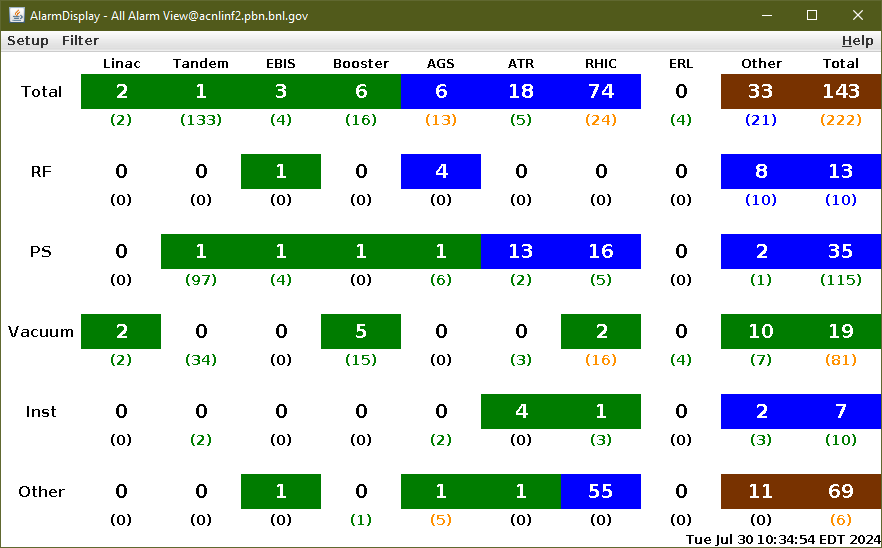 AlarmDisplay - All Alarm View@acnlinf2.pbn.bnl.gov
Setup Filter Help
Linac Tandem EBIS Booster AGS ATR RHIC ERL Other Total
Total 2 1 3 6 6 18 74 0 33 143
(2) (133) (4) (16) (13) (5) (24) (4) (21) (222)
RF 0 0 1 0 4 0 0 0 8 13
(0) (0) (0) (0) (0) (0) (0) (0) (10) (10)
PS 0 1 1 1 1 13 16 0 2 35
(0) (97) (4) (0) (6) (2) (5) (0) (1) (115)
Vacuum 2 0 0 5 0 0 2 0 10 19
(2) (34) (0) (15) (0) (3) (16) (4) (7) (81)
Inst 0 0 0 0 0 4 1 0 2 7
(0) (2) (0) (0) (2) (0) (3) (0) (3) (10)
Other 0 0 1 0 1 1 55 0 11 69
(0) (0) (0) (1) (5) (0) (0) (0) (0) (6)
Tue Jul 30 10:34:54 EDT 2024